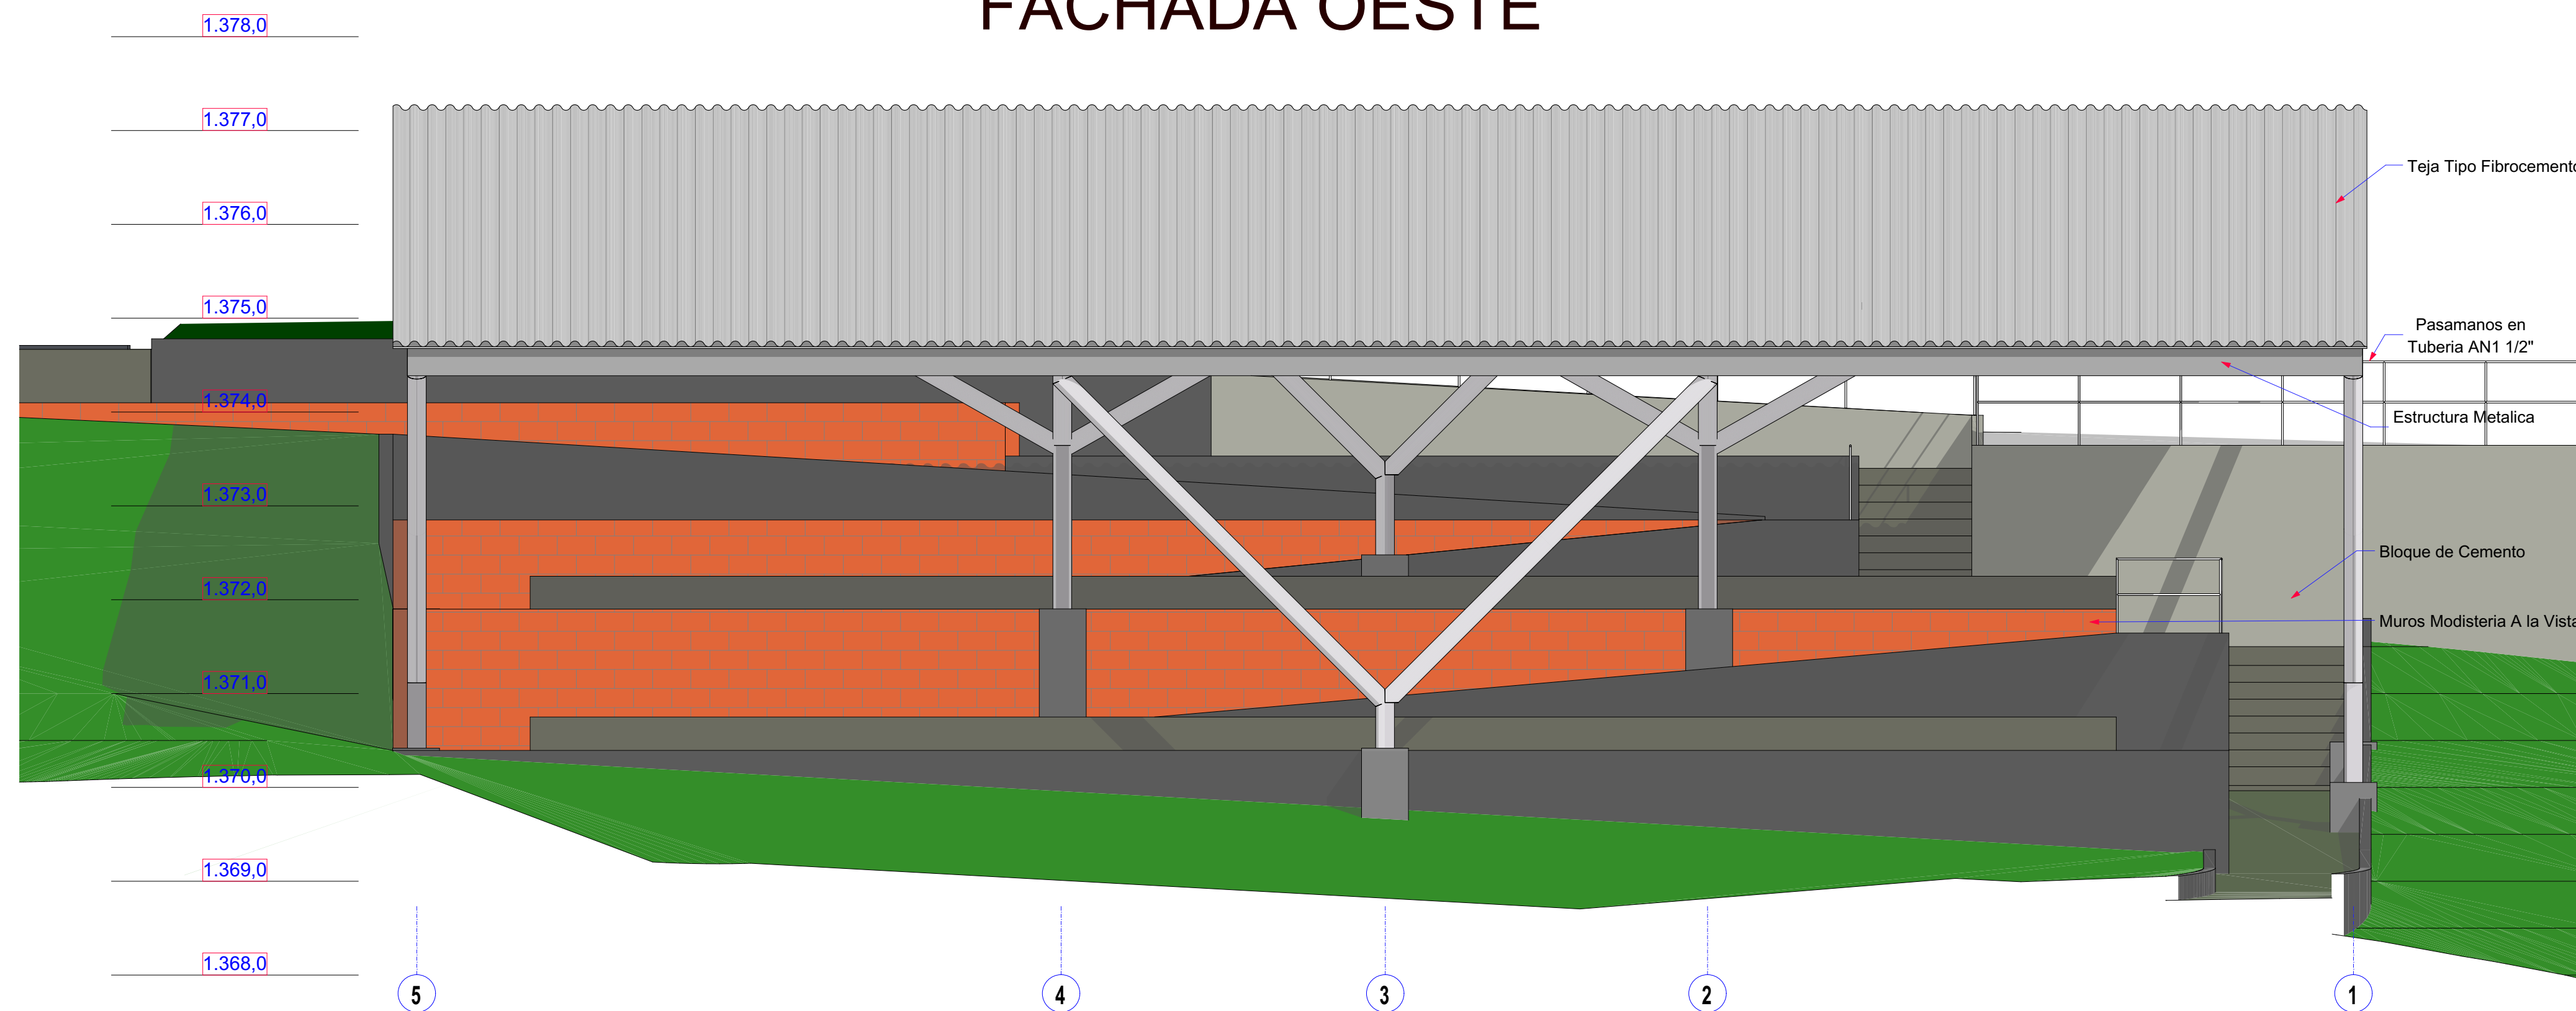 FACHADA OESTE
1.378,0
1.377,0
Teja Tipo Fibrocemento
1.376,0
1.375,0
Pasamanos en
Tuberia AN1 1/2"
1.374,0
Estructura Metalica
1.373,0
Bloque de Cemento
1.372,0
Muros Modisteria A la Vista
1.371,0
1.370,0
1.369,0
1.368,0
5
4
3
2
1